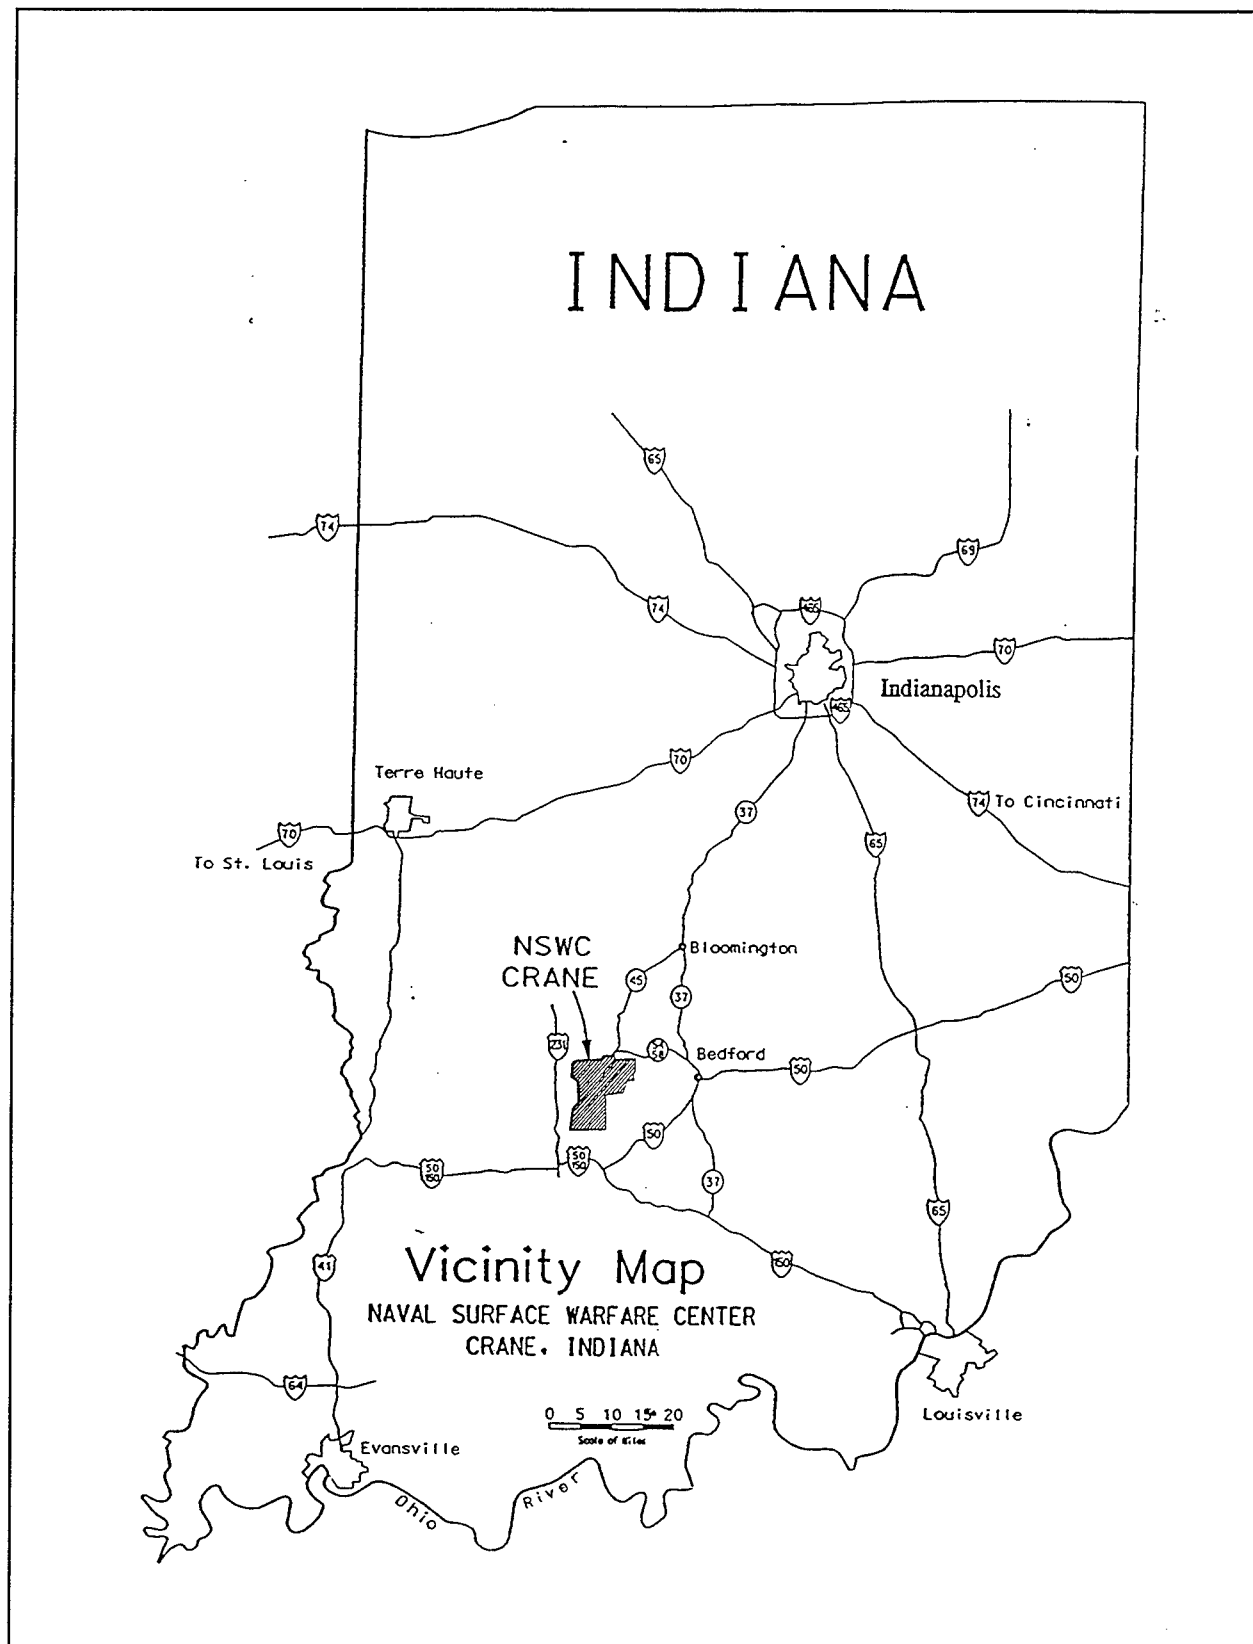 INDIANA
65
74
69
74
465
70
Indianapolis
465
70
Terre Haute
37
74 To Cincinnati
70
65
To St. Louis
NSWC
CRANE
Bloomington
45
37
50
231
54
58
Bedford
50
50
50
150
50
150
37
65
41
150
Vicinity Map
NAVAL SURFACE WARFARE CENTER
CRANE, INDIANA
64
0 5 10 15 20
Scale of Miles
Louisville
Evansville
Ohio River